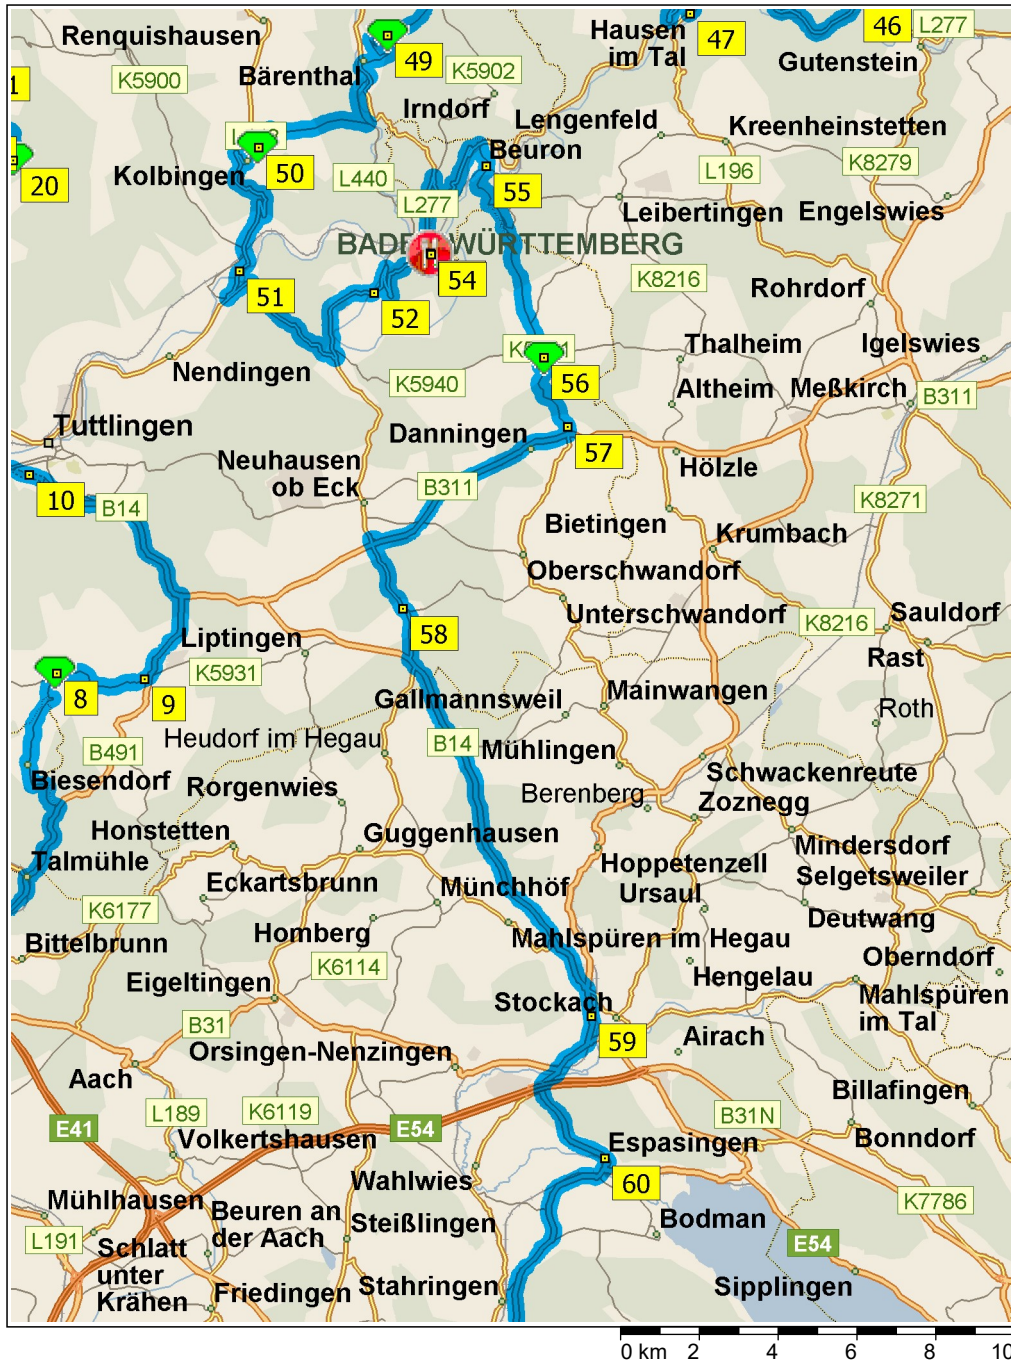 Renquishausen
Hausen
im Tal
47
46
L277
49
Gutenstein
K5900
Bärenthal
K5902
1
Irndorf
Lengenfeld
Kreenheinstetten
Beuron
K8279
20
Kolbingen
50
L440
L196
55
L277
Leibertingen
Engelswies
WÜRTTEMBERG
54
K8216
51
52
Rohrdorf
Nendingen
Thalheim
Igelswies
K5940
56
Altheim
Meßkirch
B311
Tuttlingen
Danningen
57
Neuhausen
ob Eck
Hölzle
10
B14
B311
K8271
Bietingen
Krumbach
Oberschwandorf
Unterschwandorf
K8216
Sauldorf
58
Liptingen
Rast
K5931
8
9
Gallmannsweil
Mainwangen
Roth
Heudorf im Hegau
B14
B491
Mühlingen
Biesendorf
Rorgenwies
Schwackenreute
Berenberg
Zoznegg
Honstetten
Guggenhausen
Mindersdorf
Talmühle
Hoppetenzell
Selgetsweiler
Eckartsbrunn
Münchhöf
Ursaul
K6177
Deutwang
Bittelbrunn
Homberg
Mahlspüren im Hegau
Oberndorf
K6114
Eigeltingen
Hengelau
Mahlspüren
im Tal
Stockach
B31
59
Airach
Orsingen-Nenzingen
Aach
Billafingen
L189
K6119
B31N
E41
E54
Volkertshausen
Espasingen
Bonndorf
Wahlwies
60
Mühlhausen
K7786
Beuren an
der Aach
Steißlingen
Bodman
L191
E54
Schlatt
unter
Krähen
Friedingen
Stahringen
Sipplingen
0 km 2 4 6 8 10